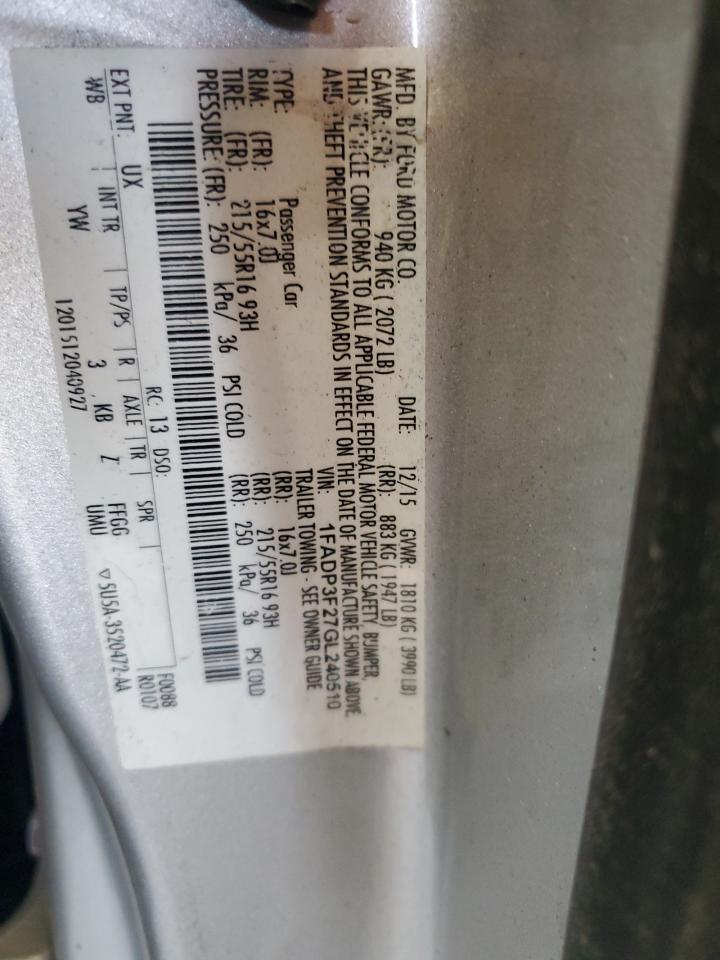 MFD. BY FORD MOTOR CO. DATE: 12/15 GVWR: 1810 KG ( 3990 LB)
GAWR: (FR): 940 KG ( 2072 LB) (RR): 883 KG ( 1947 LB)
THIS VEHICLE CONFORMS TO ALL APPLICABLE FEDERAL MOTOR VEHICLE SAFETY, BUMPER,
AND THEFT PREVENTION STANDARDS IN EFFECT ON THE DATE OF MANUFACTURE SHOWN ABOVE.
VIN: 1FADP3F27GL240510
TYPE: Passenger Car TRAILER TOWING - SEE OWNER GUIDE
RIM: (FR): 16x7.0J (RR): 16x7.0J
TIRE: (FR): 215/55R16 93H (RR): 215/55R16 93H
PRESSURE: (FR): 250 kPa/ 36 PSI COLD (RR): 250 kPa/ 36 PSI COLD
F0088
RC: 13 DSO: R0107
EXT PNT: UX
INT TR TP/PS R AXLE TR SPR
WB YW 3 KB Z FFGG
UMU
1201512040927 ▽ 5U5A-3520472-AA